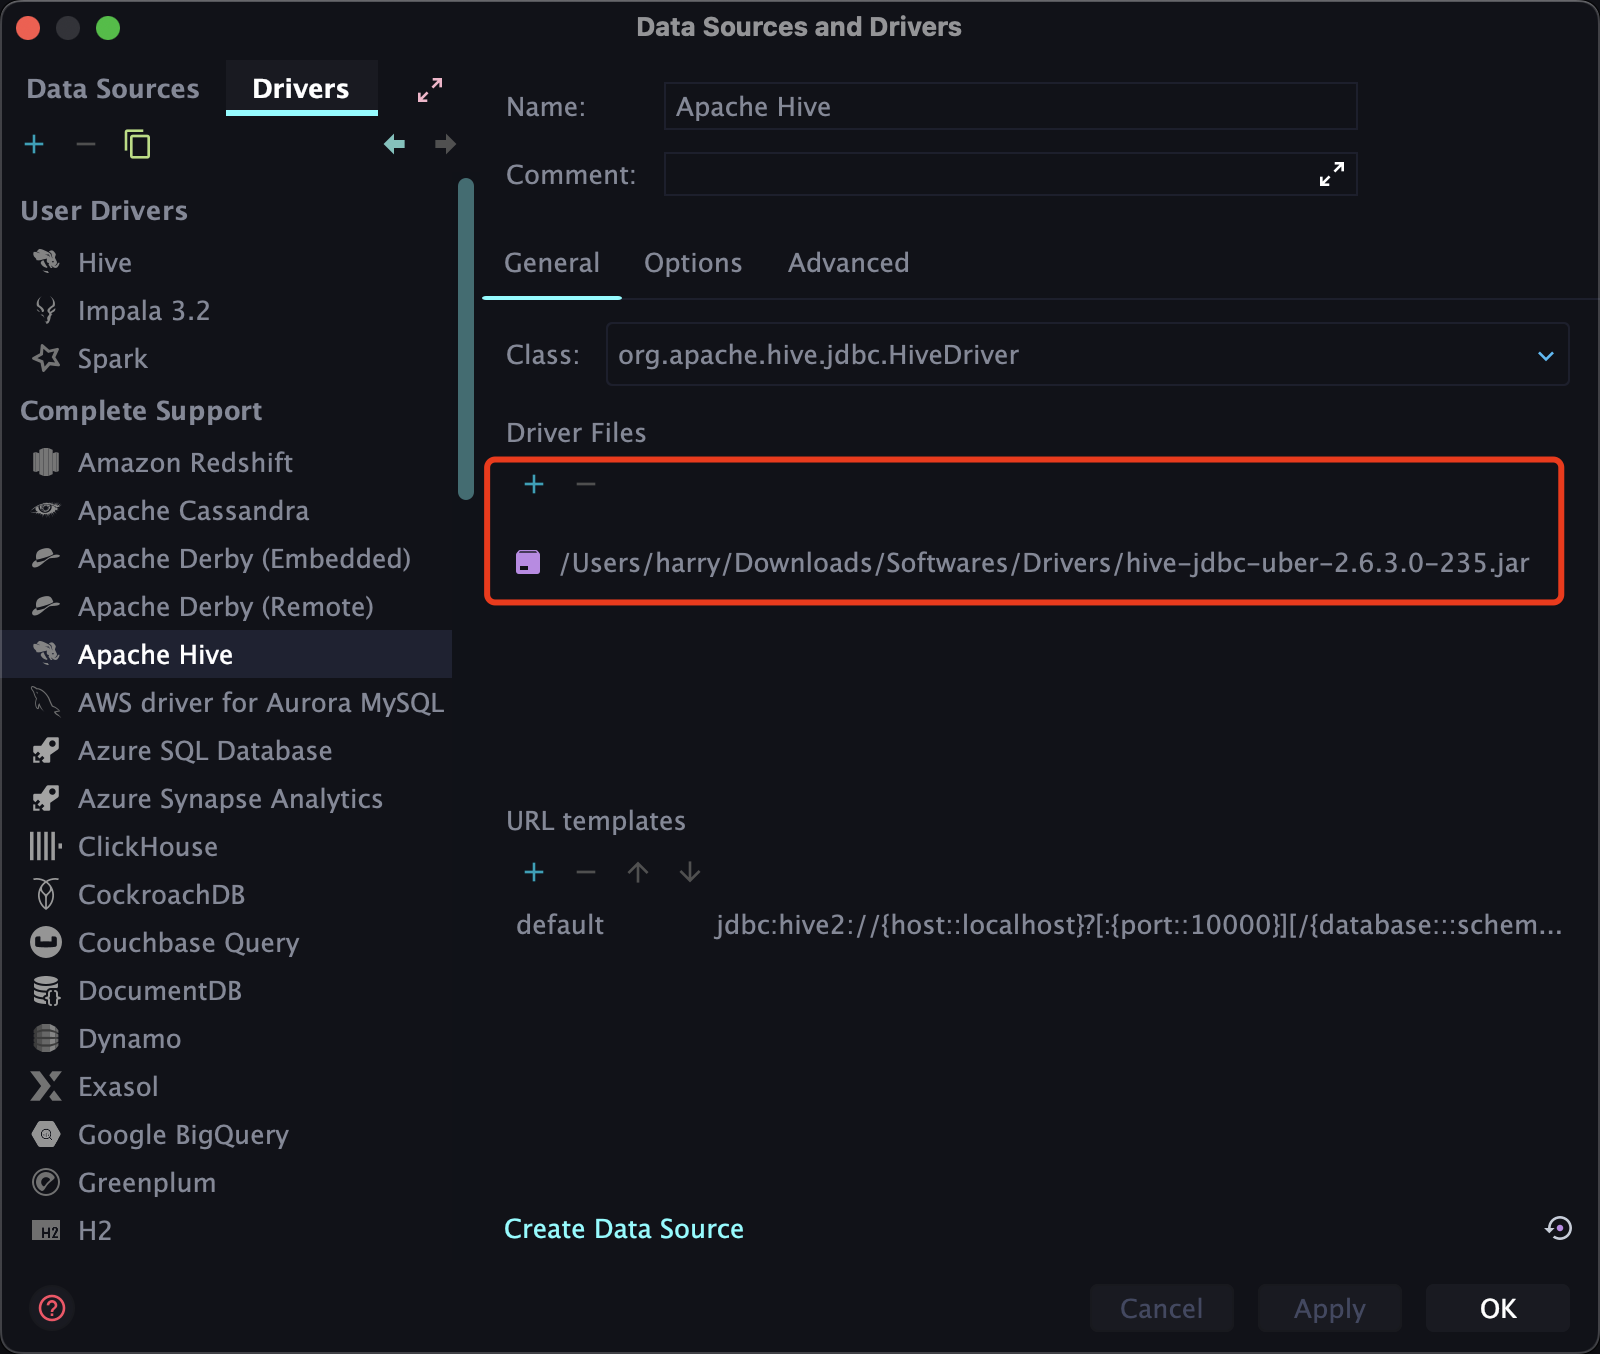 Data Sources and Drivers
Data Sources
Drivers
User Drivers
Hive
Impala 3.2
Spark
Complete Support
Amazon Redshift
Apache Cassandra
Apache Derby (Embedded)
Apache Derby (Remote)
Apache Hive
AWS driver for Aurora MySQL
Azure SQL Database
Azure Synapse Analytics
ClickHouse
CockroachDB
Couchbase Query
DocumentDB
Dynamo
Exasol
Google BigQuery
Greenplum
H2 H2
Name: Apache Hive
Comment:
General Options Advanced
Class: org.apache.hive.jdbc.HiveDriver
Driver Files
/Users/harry/Downloads/Softwares/Drivers/hive-jdbc-uber-2.6.3.0-235.jar
URL templates
default jdbc:hive2://{host::localhost}?[:{port::10000}][/{database:::schem...
Create Data Source
?
Cancel Apply OK